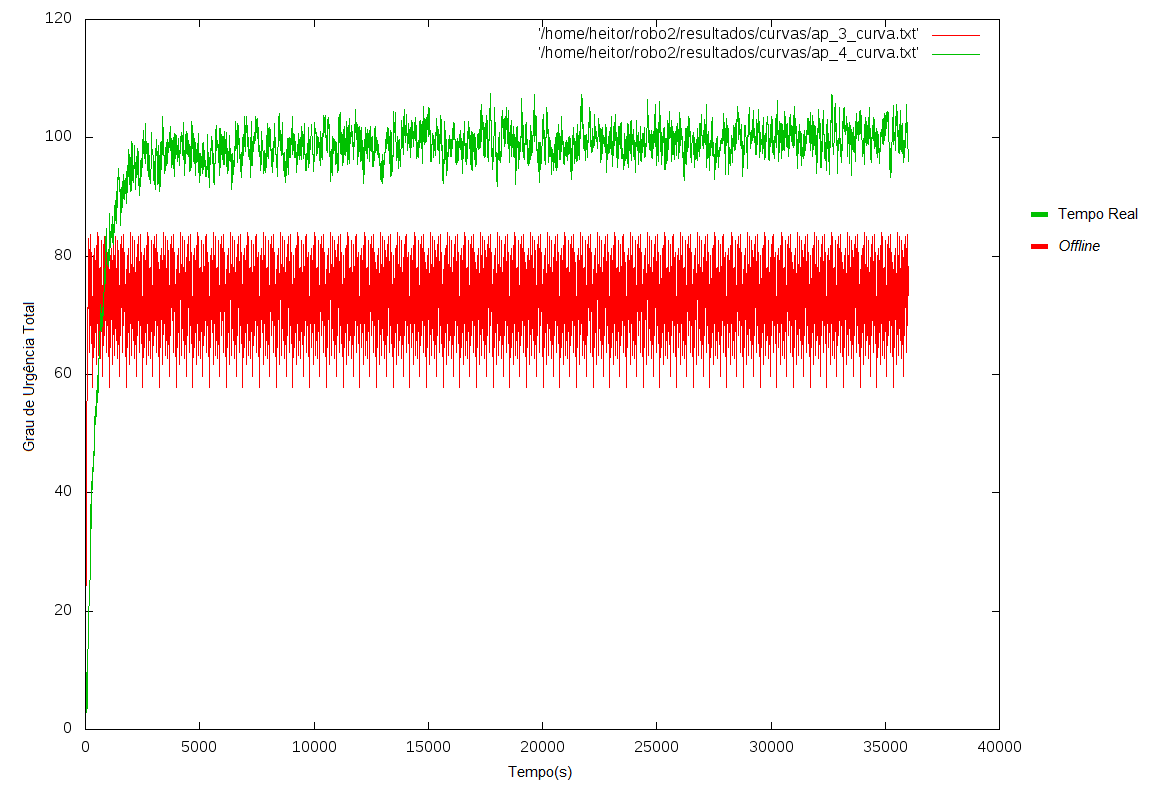 120
100
80
60
40
20
0
0 5000 10000 15000 20000 25000 30000 35000 40000
Grau de Urgência Total
Tempo(s)
'/home/heitor/robo2/resultados/curvas/ap_3_curva.txt'
'/home/heitor/robo2/resultados/curvas/ap_4_curva.txt'
Tempo Real
Offline